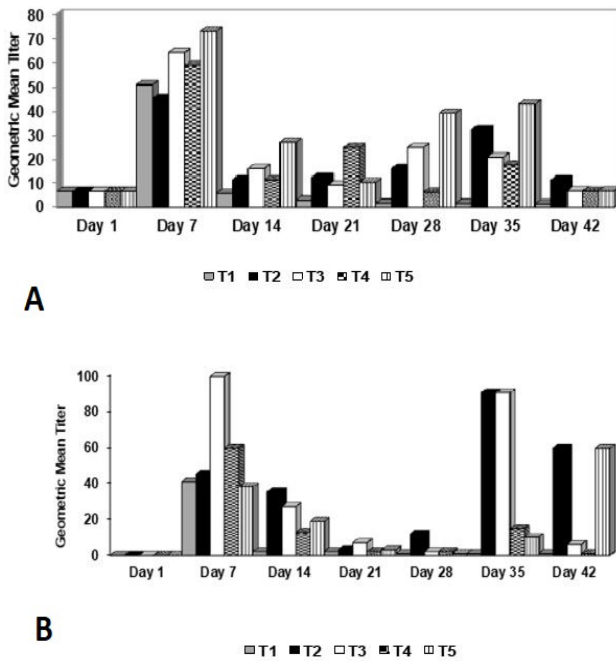 Geometric Mean Titer
80
70
60
50
40
30
20
10
0
Day 1 Day 7 Day 14 Day 21 Day 28 Day 35 Day 42
T1 T2 T3 T4 T5
A
Geometric Mean Titer
100
80
60
40
20
0
Day 1 Day 7 Day 14 Day 21 Day 28 Day 35 Day 42
T1 T2 T3 T4 T5
B